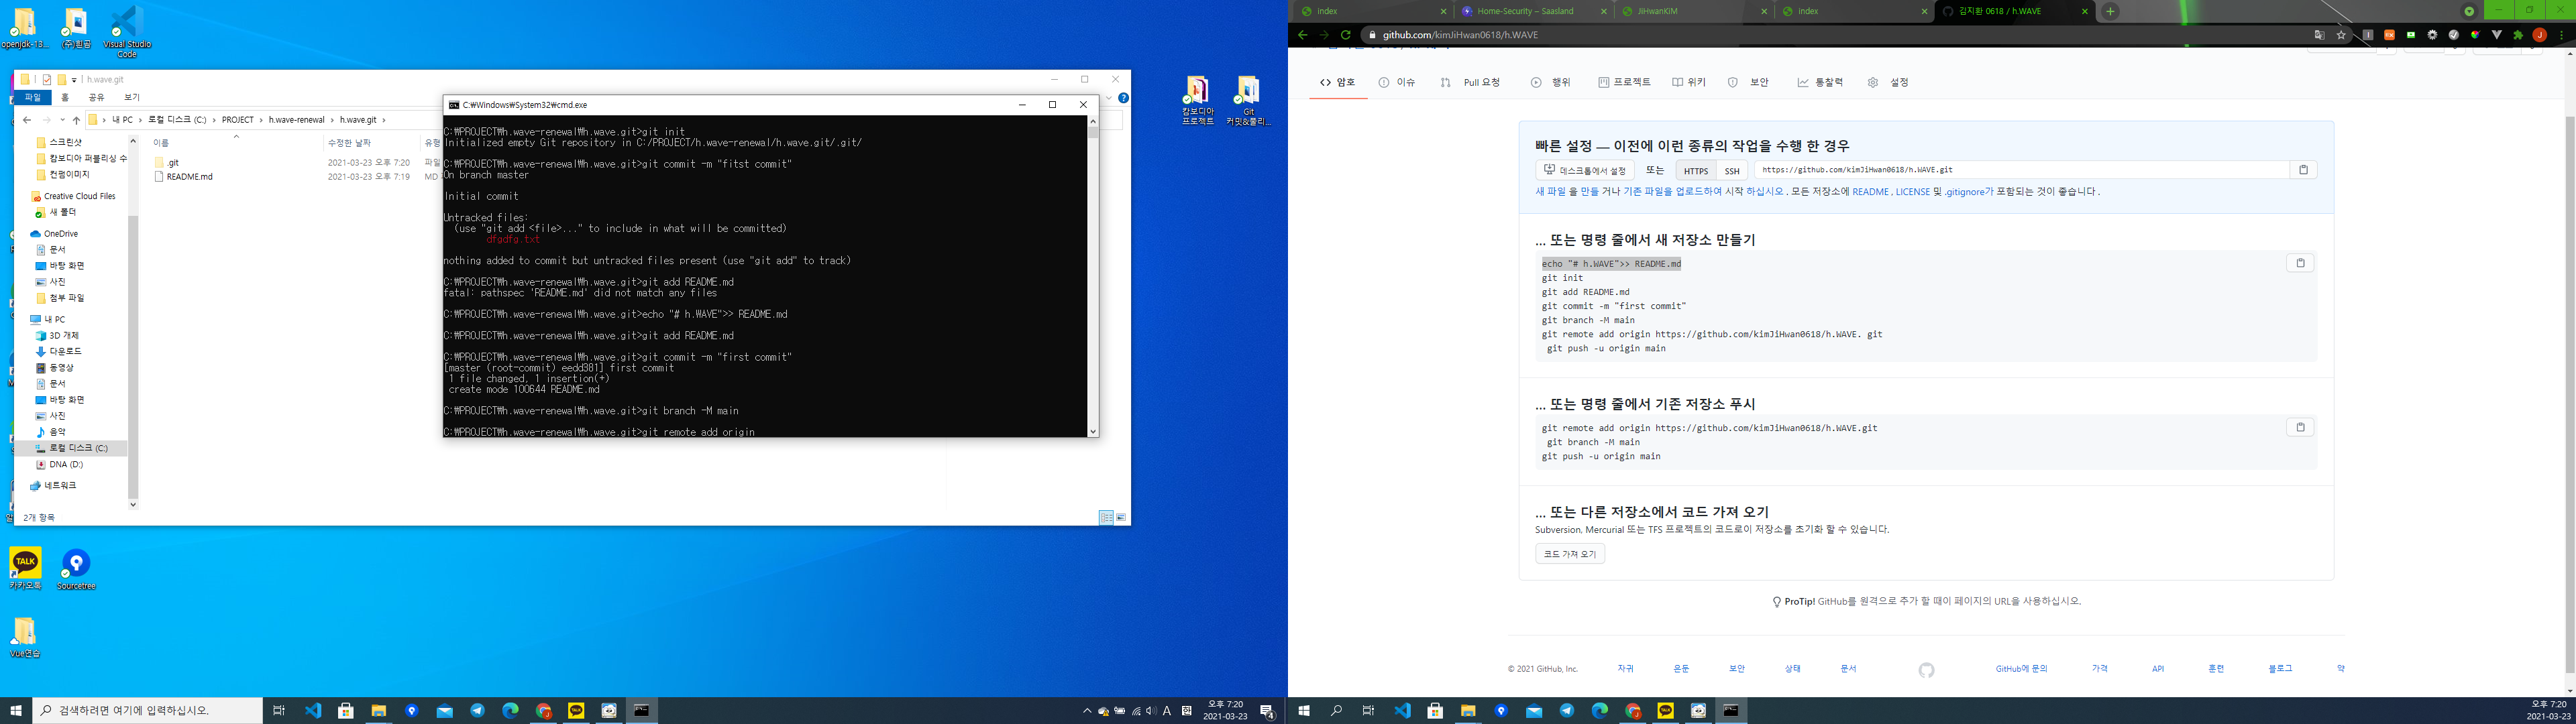 openjdk-13...
(주)한공
Visual Studio Code
h.wave.git
파일
홈
공유
보기
내 PC > 로컬 디스크 (C:) > PROJECT > h.wave-renewal > h.wave.git >
스크린샷
캄보디아 퍼블리싱 수
컨펌이미지
Creative Cloud Files
새 폴더
OneDrive
문서
바탕 화면
사진
첨부 파일
내 PC
3D 개체
다운로드
동영상
문서
바탕 화면
사진
음악
로컬 디스크 (C:)
DNA (D:)
네트워크
이름
수정한 날짜
유형
.git
2021-03-23 오후 7:20
파일
README.md
2021-03-23 오후 7:19
MD
2개 항목
C:₩Windows₩System32₩cmd.exe
C:₩PROJECT₩h.wave-renewal₩h.wave.git>git init
Initialized empty Git repository in C:/PROJECT/h.wave-renewal/h.wave.git/.git/
C:₩PROJECT₩h.wave-renewal₩h.wave.git>git commit -m "fitst commit"
On branch master
Initial commit
Untracked files:
(use "git add <file>..." to include in what will be committed)
dfgdfg.txt
nothing added to commit but untracked files present (use "git add" to track)
C:₩PROJECT₩h.wave-renewal₩h.wave.git>git add README.md
fatal: pathspec 'README.md' did not match any files
C:₩PROJECT₩h.wave-renewal₩h.wave.git>echo "# h.WAVE">> README.md
C:₩PROJECT₩h.wave-renewal₩h.wave.git>git add README.md
C:₩PROJECT₩h.wave-renewal₩h.wave.git>git commit -m "first commit"
[master (root-commit) eedd381] first commit
1 file changed, 1 insertion(+)
create mode 100644 README.md
C:₩PROJECT₩h.wave-renewal₩h.wave.git>git branch -M main
C:₩PROJECT₩h.wave-renewal₩h.wave.git>git remote add origin
캄보디아 프로젝트
Git 커밋&풀리...
TALK
카카오톡
Sourcetree
Vue연습
검색하려면 여기에 입력하십시오.
오후 7:20
2021-03-23
Index
Home-Security – Saasland
JiHwanKIM
Index
김지환 0618 / h.WAVE
github.com/kimJiHwan0618/h.WAVE
암호
이슈
Pull 요청
행위
프로젝트
위키
보안
통찰력
설정
빠른 설정 — 이전에 이런 종류의 작업을 수행 한 경우
데스크톱에서 설정
또는
HTTPS
SSH
https://github.com/kimJiHwan0618/h.WAVE.git
새 파일 을 만들 거나 기존 파일을 업로드하여 시작 하십시오 . 모든 저장소에 README , LICENSE 및 .gitignore가 포함되는 것이 좋습니다 .
... 또는 명령 줄에서 새 저장소 만들기
echo "# h.WAVE">> README.md
git init
git add README.md
git commit -m "first commit"
git branch -M main
git remote add origin https://github.com/kimJiHwan0618/h.WAVE. git
git push -u origin main
... 또는 명령 줄에서 기존 저장소 푸시
git remote add origin https://github.com/kimJiHwan0618/h.WAVE.git
git branch -M main
git push -u origin main
... 또는 다른 저장소에서 코드 가져 오기
Subversion, Mercurial 또는 TFS 프로젝트의 코드로이 저장소를 초기화 할 수 있습니다.
코드 가져 오기
ProTip! GitHub를 원격으로 추가 할 때이 페이지의 URL을 사용하십시오.
© 2021 GitHub, Inc.
자귀
은둔
보안
상태
문서
GitHub에 문의
가격
API
훈련
블로그
약
오후 7:20
2021-03-23